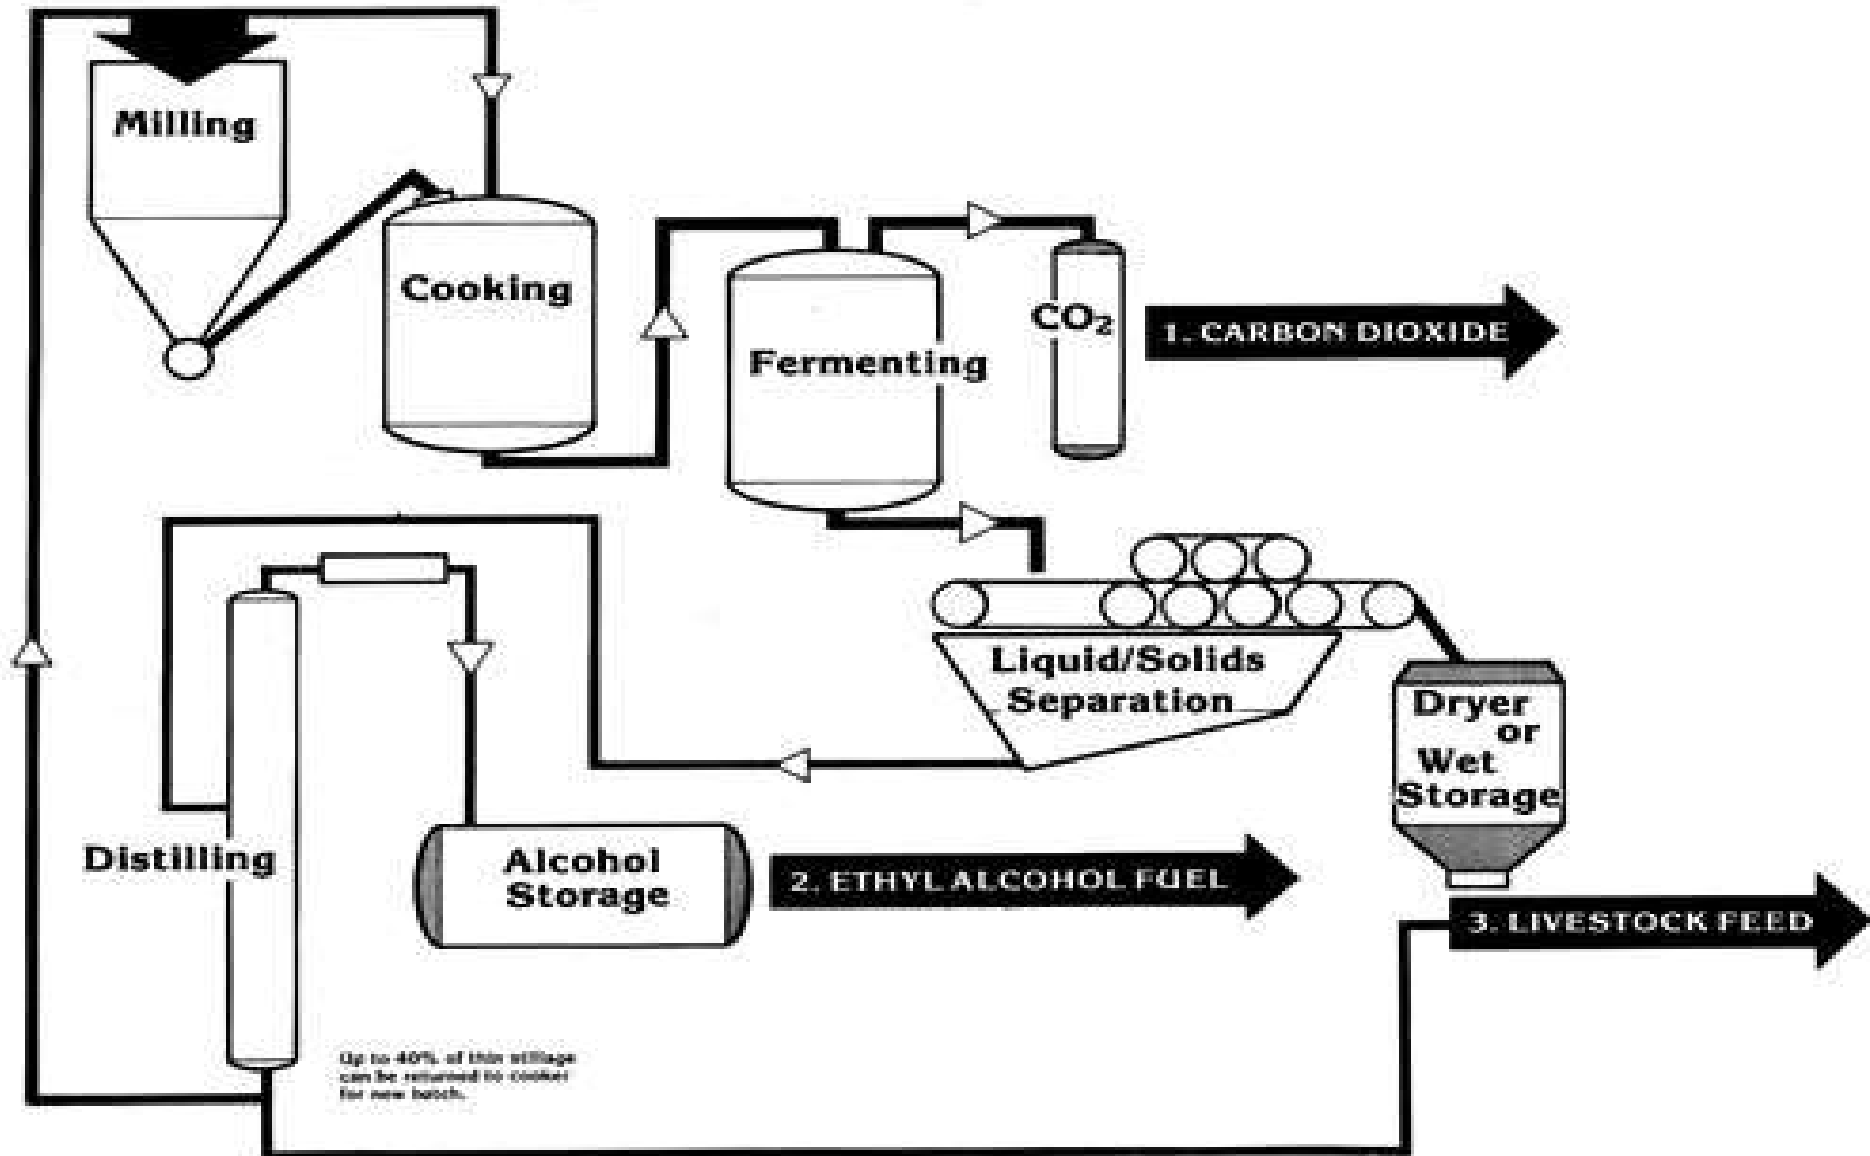 Milling
Cooking
Fermenting
CO₂
1. CARBON DIOXIDE
Liquid/Solids
Separation
Dryer
or
Wet
Storage
Distilling
Alcohol
Storage
2. ETHYL ALCOHOL FUEL
3. LIVESTOCK FEED
Up to 40% of thin stillage
can be returned to cooker
for new batch.